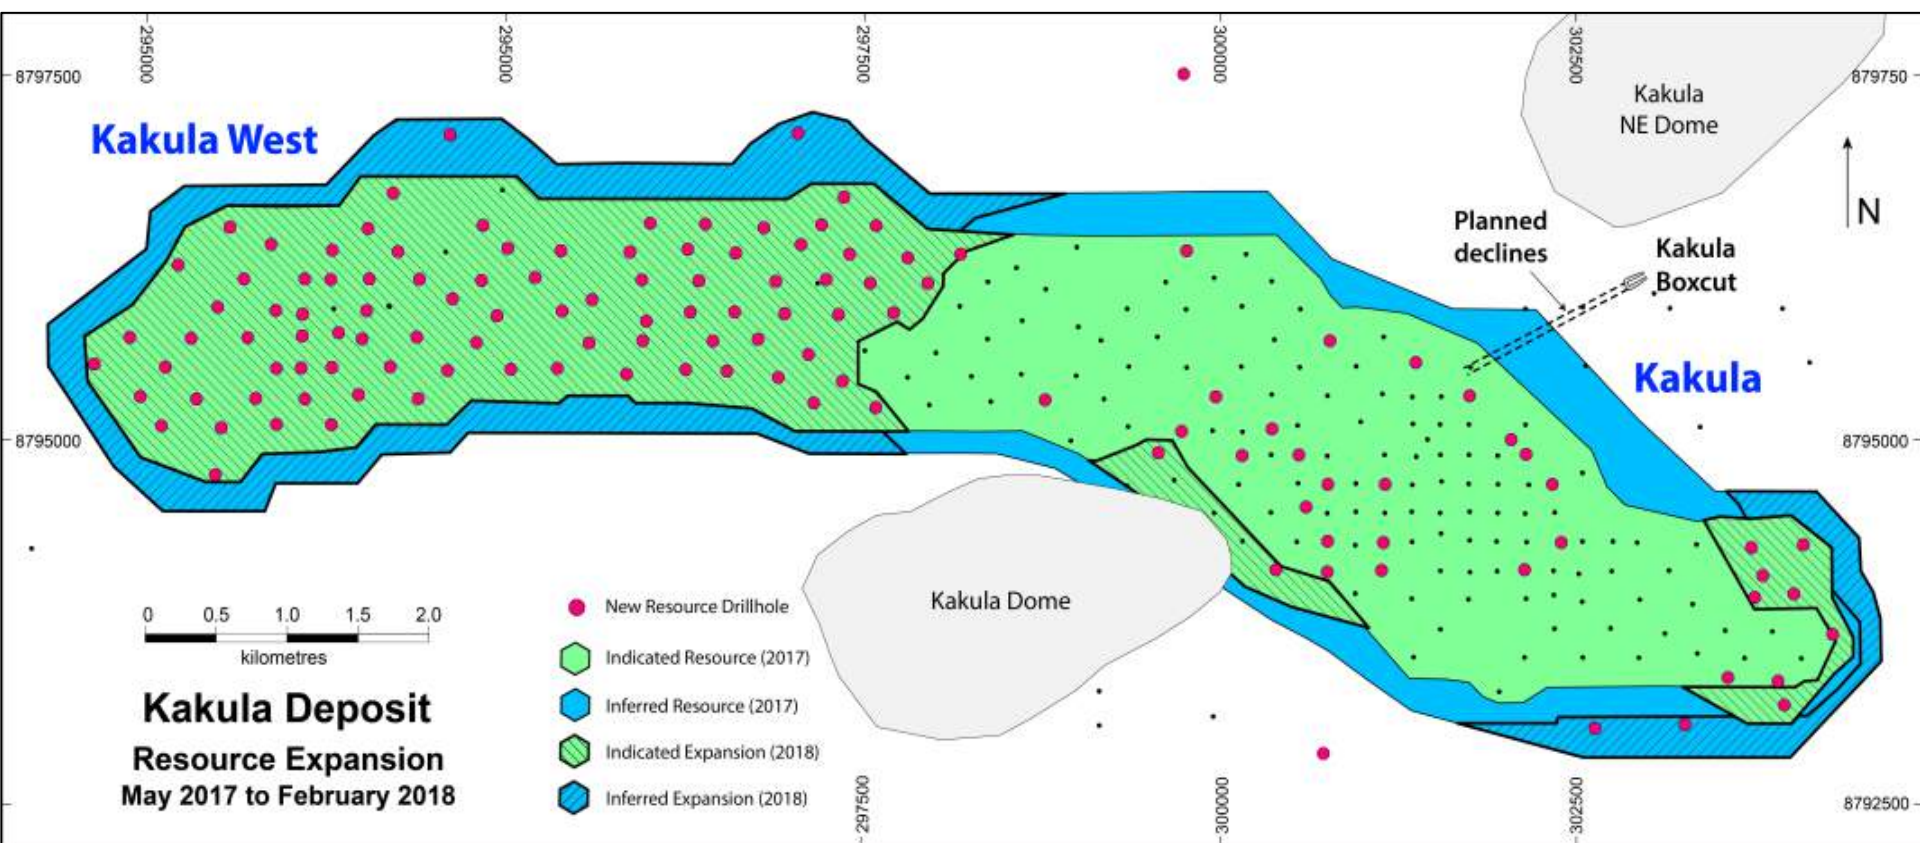 295000
295000
297500
300000
302500
8797500
879750
Kakula West
Kakula
NE Dome
N
Planned
declines
Kakula
Boxcut
Kakula
8795000
8795000
Kakula Dome
0 0.5 1.0 1.5 2.0
kilometres
Kakula Deposit
Resource Expansion
May 2017 to February 2018
New Resource Drillhole
Indicated Resource (2017)
Inferred Resource (2017)
Indicated Expansion (2018)
Inferred Expansion (2018)
297500
3000000
302500
8792500